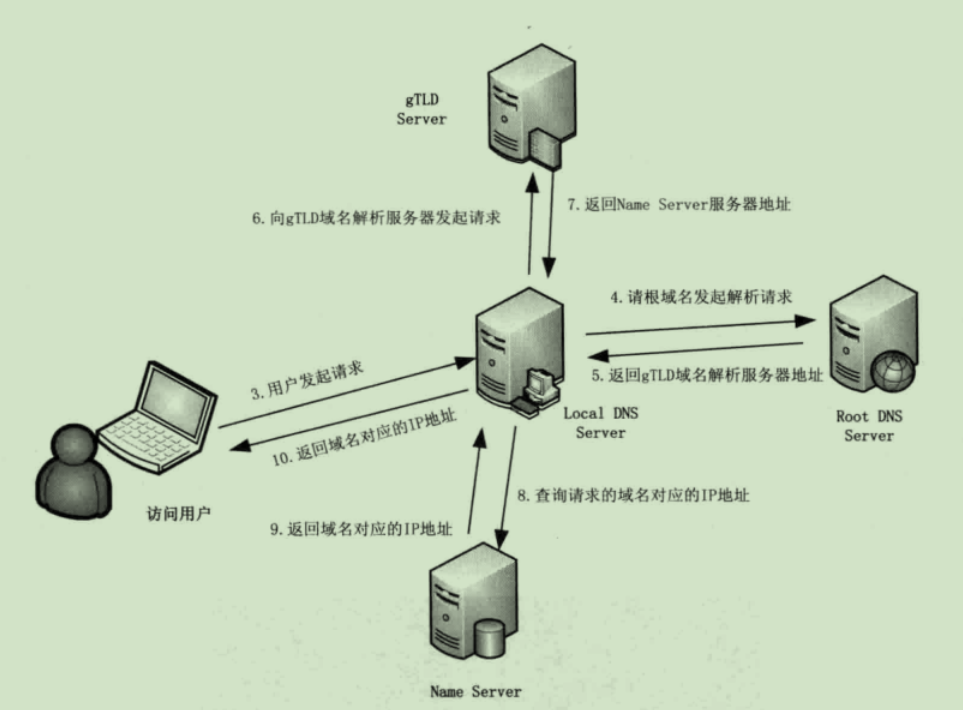 gTLD
Server
6.向gTLD域名解析服务器发起请求
7.返回Name Server服务器地址
4.请根域名发起解析请求
3.用户发起请求
5.返回gTLD域名解析服务器地址
Local DNS
Server
Root DNS
Server
10.返回域名对应的IP地址
访问用户
8.查询请求的域名对应的IP地址
9.返回域名对应的IP地址
Name Server